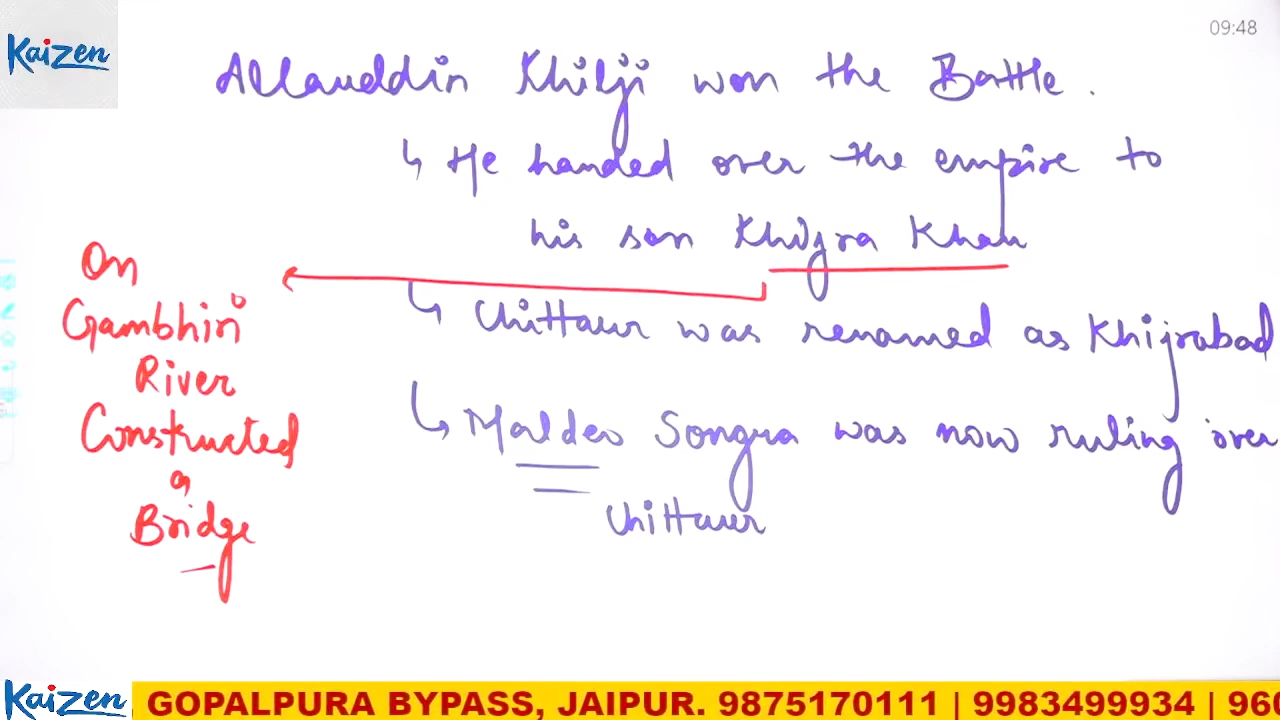 Kaizen
09:48
Allauddin Khilji won the Battle.
↳ He handed over the empire to
his son Khijra Khan
↳ Chittaur was renamed as Khijrabad
↳ Maldeo Songra was now ruling over
Chittaur
On
Gambhiri
River
Constructed
a
Bridge
Kaizen
GOPALPURA BYPASS, JAIPUR. 9875170111 | 9983499934 | 960